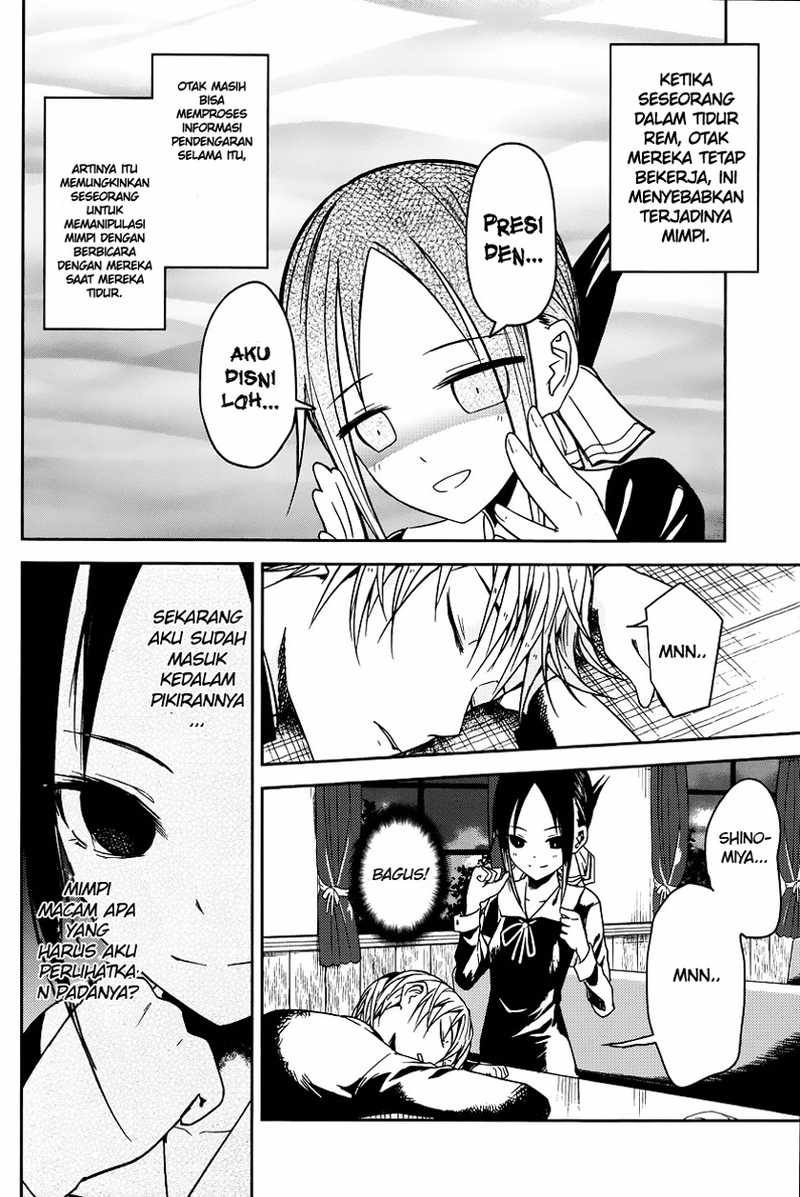 KETIKA
SESEORANG
DALAM TIDUR
REM, OTAK
MEREKA TETAP
BEKERJA, INI
MENYEBABKAN
TERJADINYA
MIMPI.
OTAK MASIH
BISA
MEMPROSES
INFORMASI
PENDENGARAN
SELAMA ITU,
ARTINYA ITU
MEMUNGKINKAN
SESEORANG
UNTUK
MEMANIPULASI
MIMPI DENGAN
BERBICARA
DENGAN MEREKA
SAAT MEREKA
TIDUR.
PRESI
DEN...
AKU
DISNI
LOH...
MNN..
SEKARANG
AKU SUDAH
MASUK
KEDALAM
PIKIRANNYA
...
MIMPI
MACAM APA
YANG
HARUS AKU
PERLIHATKA
N PADANYA?
SHINO-
MIYA...
MNN..
BAGUS!